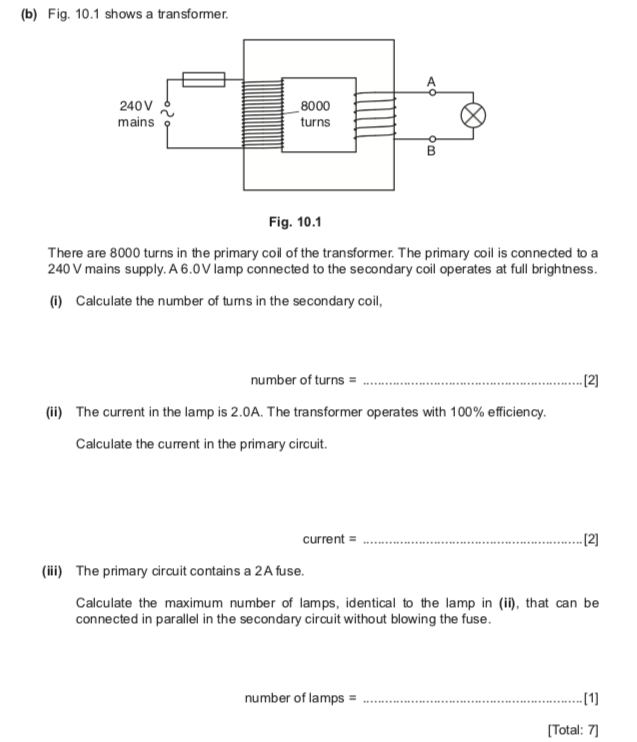 (b) Fig. 10.1 shows a transformer.
A
240 V
mains
8000
turns
B
Fig. 10.1
There are 8000 turns in the primary coil of the transformer. The primary coil is connected to a
240 V mains supply. A 6.0 V lamp connected to the secondary coil operates at full brightness.
(i) Calculate the number of turns in the secondary coil,
number of turns = ............................................................[2]
(ii) The current in the lamp is 2.0A. The transformer operates with 100% efficiency.
Calculate the current in the primary circuit.
current = ............................................................[2]
(iii) The primary circuit contains a 2 A fuse.
Calculate the maximum number of lamps, identical to the lamp in (ii), that can be
connected in parallel in the secondary circuit without blowing the fuse.
number of lamps = ............................................................[1]
[Total: 7]